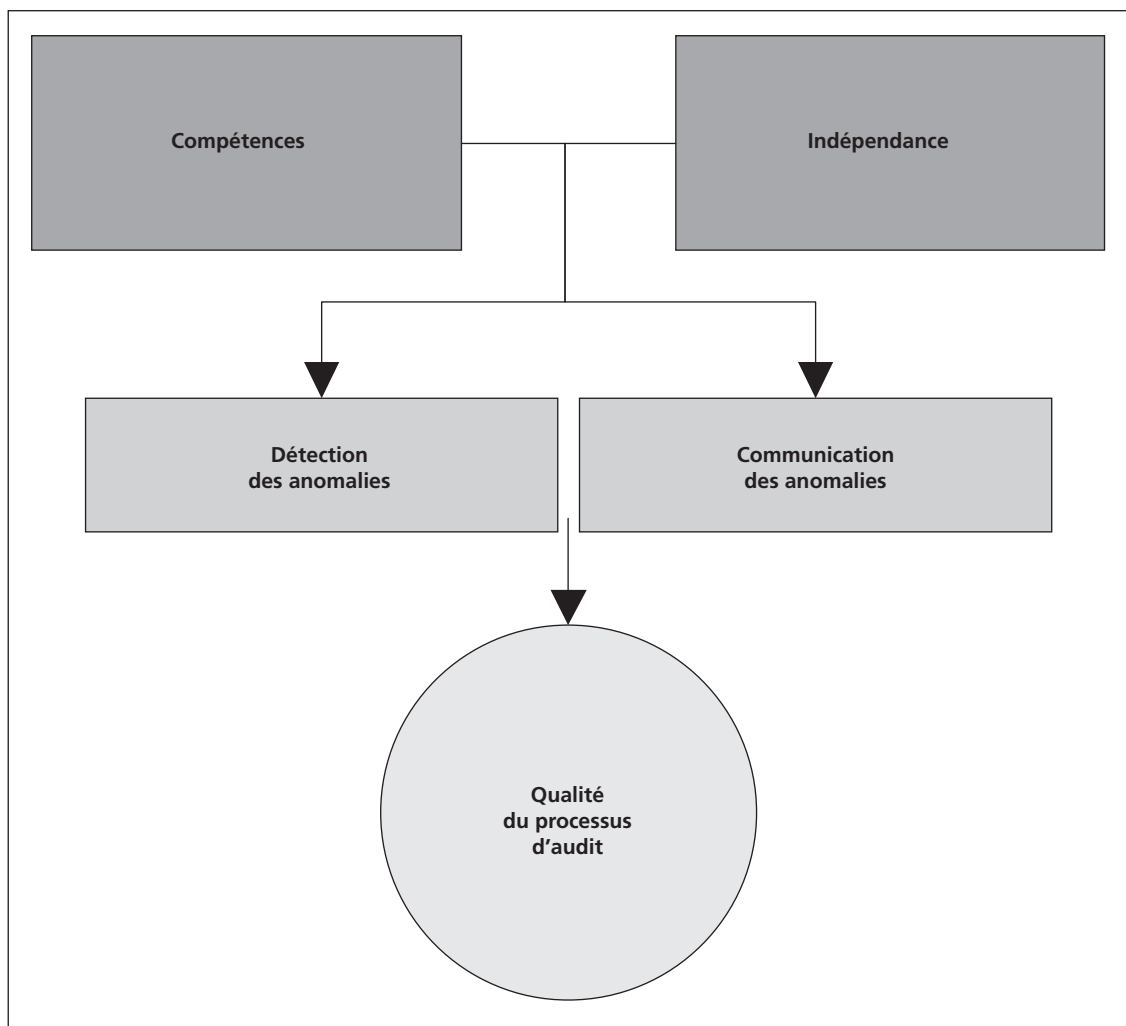 Compétences
Indépendance
Détection
des anomalies
Communication
des anomalies
Qualité
du processus
d'audit